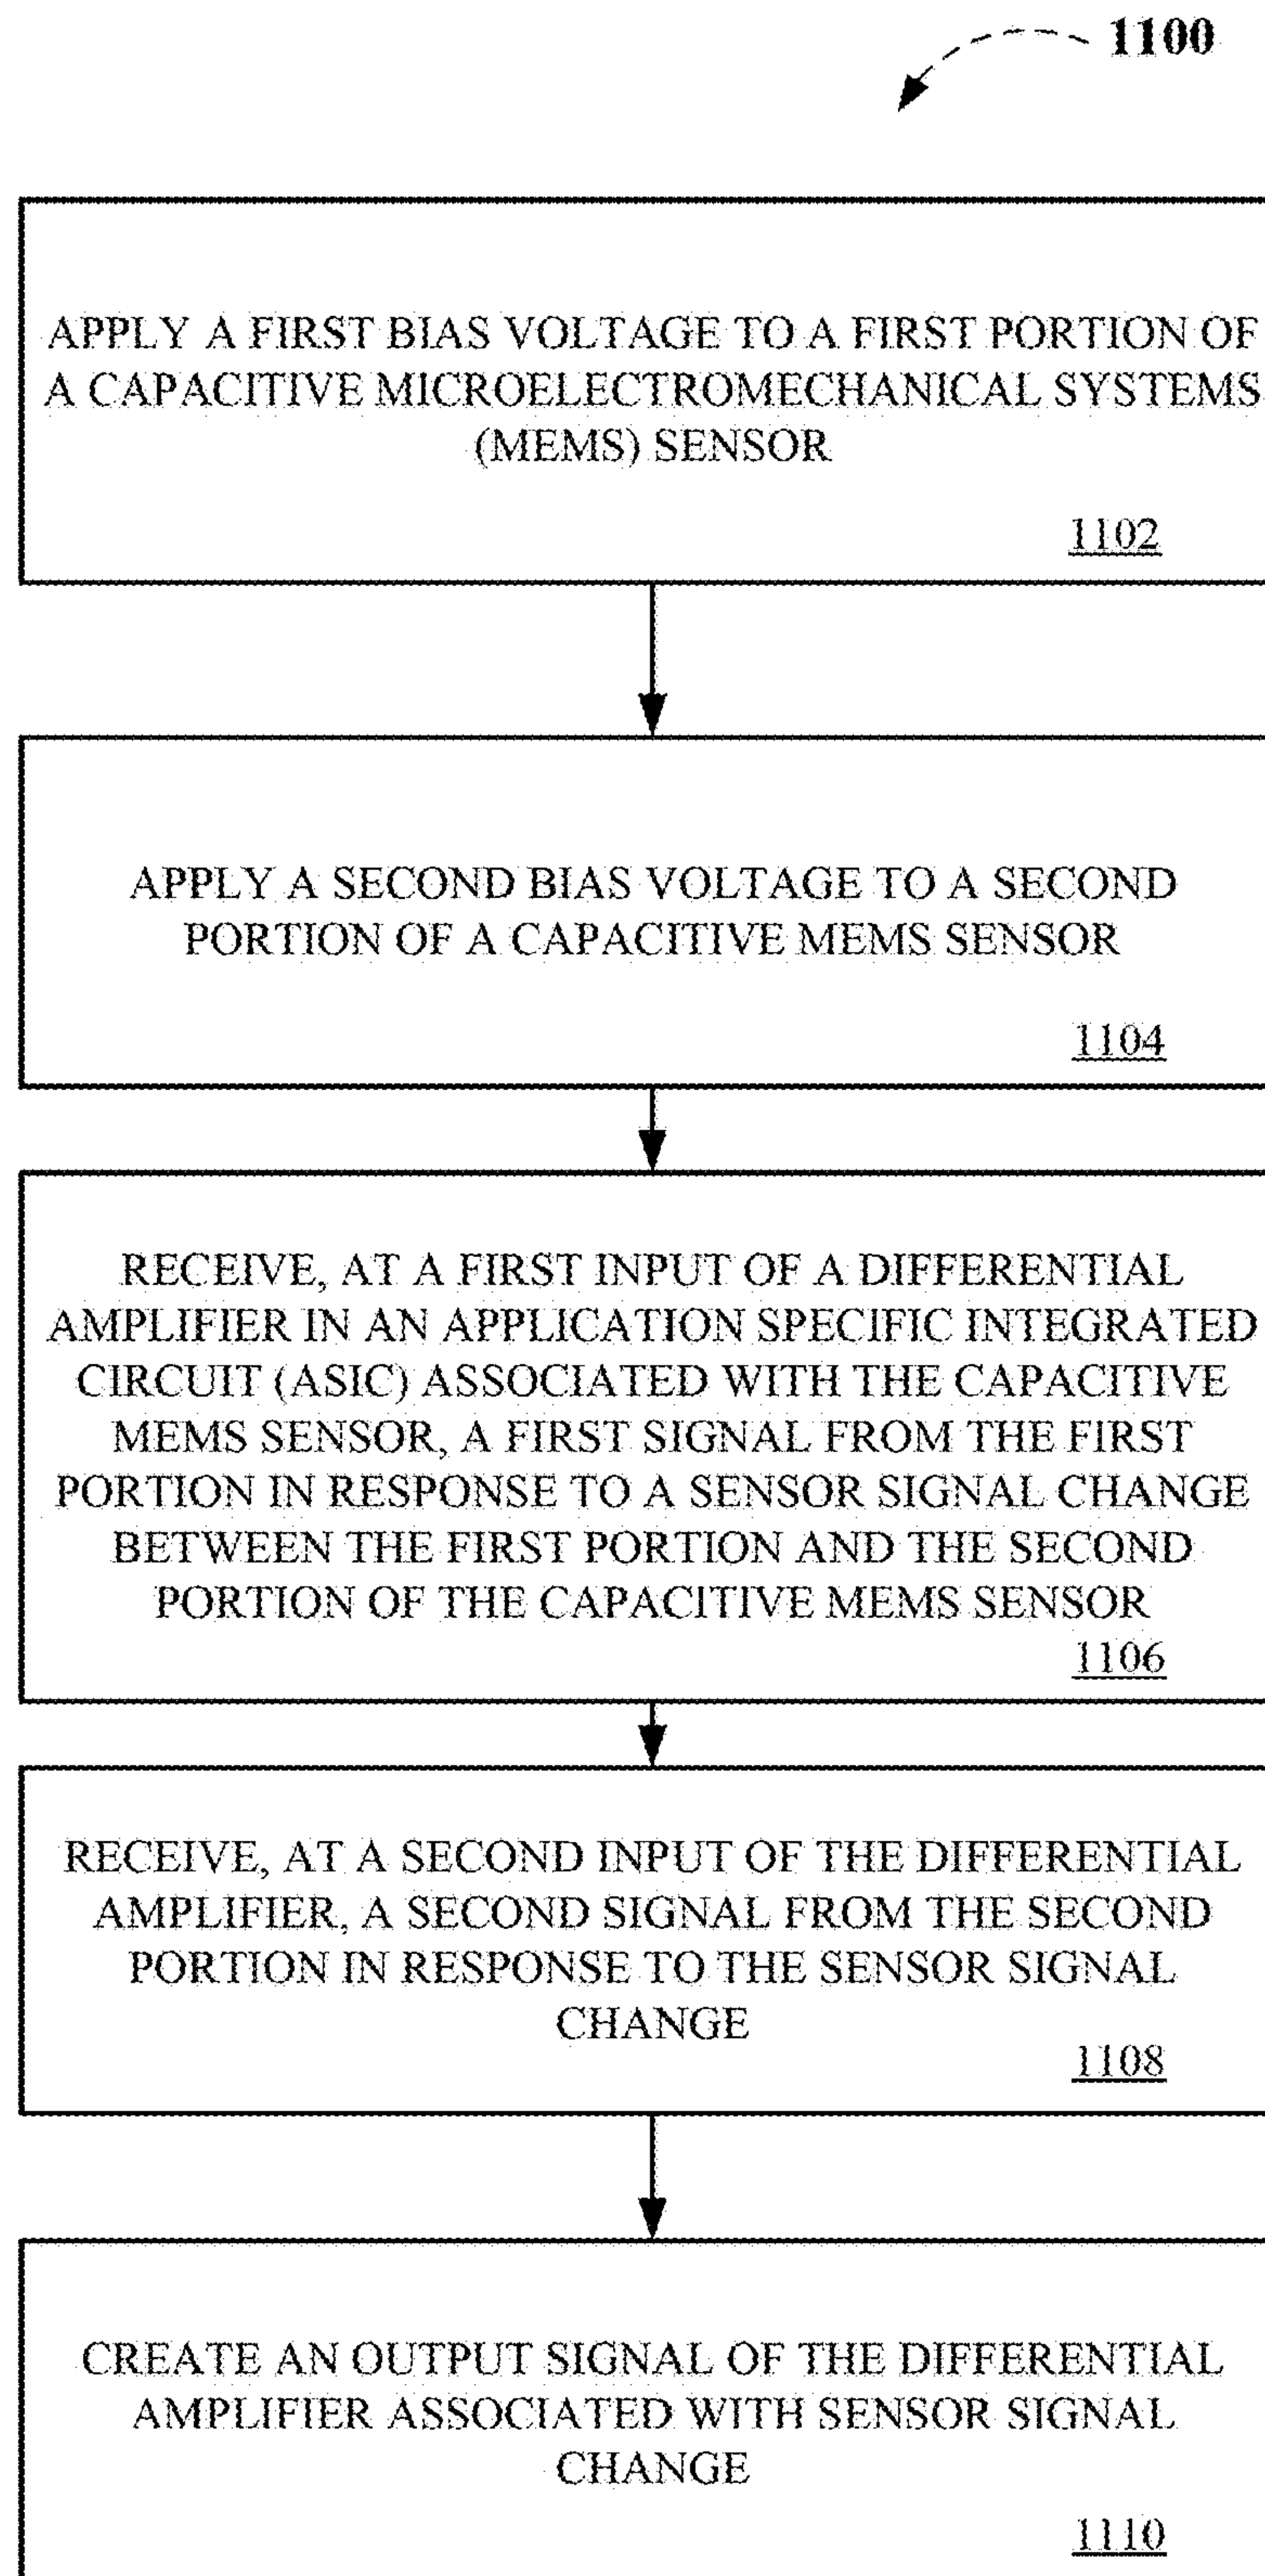 1100
APPLY A FIRST BIAS VOLTAGE TO A FIRST PORTION OF
A CAPACITIVE MICROELECTROMECHANICAL SYSTEMS
(MEMS) SENSOR
1102
APPLY A SECOND BIAS VOLTAGE TO A SECOND
PORTION OF A CAPACITIVE MEMS SENSOR
1104
RECEIVE, AT A FIRST INPUT OF A DIFFERENTIAL
AMPLIFIER IN AN APPLICATION SPECIFIC INTEGRATED
CIRCUIT (ASIC) ASSOCIATED WITH THE CAPACITIVE
MEMS SENSOR, A FIRST SIGNAL FROM THE FIRST
PORTION IN RESPONSE TO A SENSOR SIGNAL CHANGE
BETWEEN THE FIRST PORTION AND THE SECOND
PORTION OF THE CAPACITIVE MEMS SENSOR
1106
RECEIVE, AT A SECOND INPUT OF THE DIFFERENTIAL
AMPLIFIER, A SECOND SIGNAL FROM THE SECOND
PORTION IN RESPONSE TO THE SENSOR SIGNAL
CHANGE
1108
CREATE AN OUTPUT SIGNAL OF THE DIFFERENTIAL
AMPLIFIER ASSOCIATED WITH SENSOR SIGNAL
CHANGE
1110